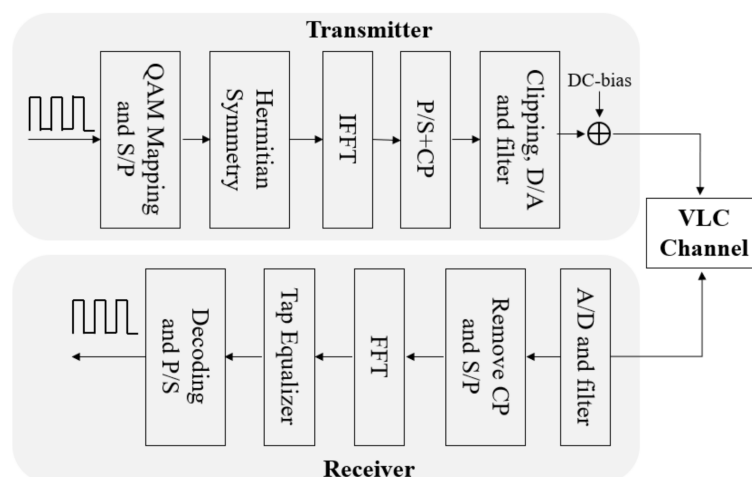 Transmitter
QAM Mapping
and S/P
Hermitian
Symmetry
IFFT
P/S+CP
Clipping, D/A
and filter
DC-bias
VLC
Channel
A/D and filter
Remove CP
and S/P
FFT
Tap Equalizer
Decoding
and P/S
Receiver